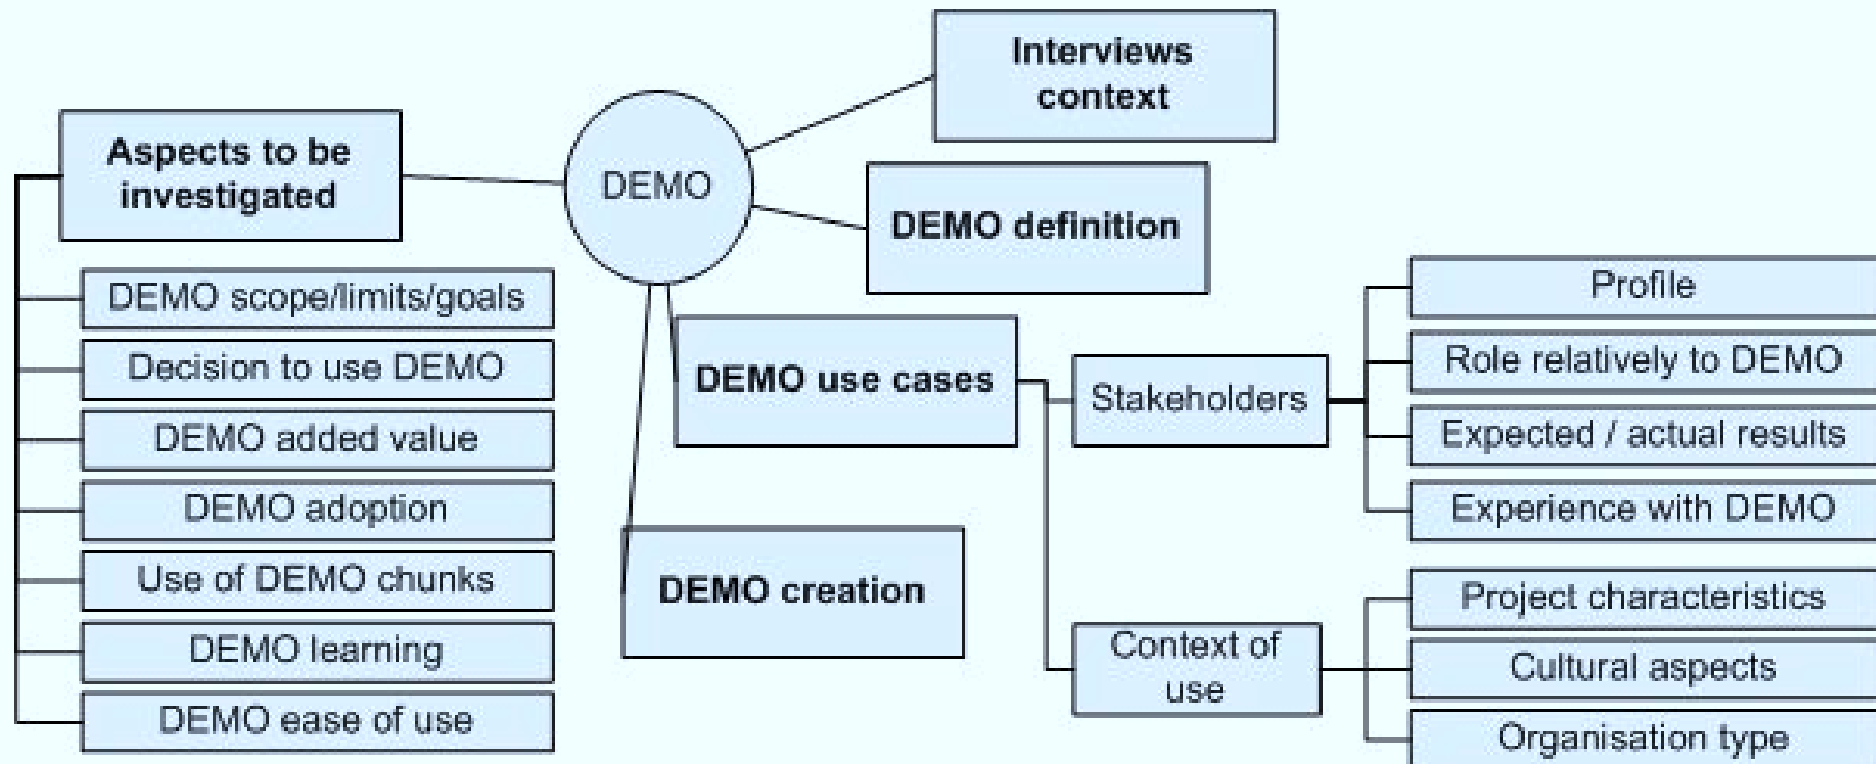 Interviews
context
Aspects to be
investigated
DEMO
DEMO definition
DEMO scope/limits/goals
Decision to use DEMO
DEMO added value
DEMO adoption
Use of DEMO chunks
DEMO learning
DEMO ease of use
DEMO use cases
DEMO creation
Stakeholders
Profile
Role relatively to DEMO
Expected / actual results
Experience with DEMO
Context of
use
Project characteristics
Cultural aspects
Organisation type